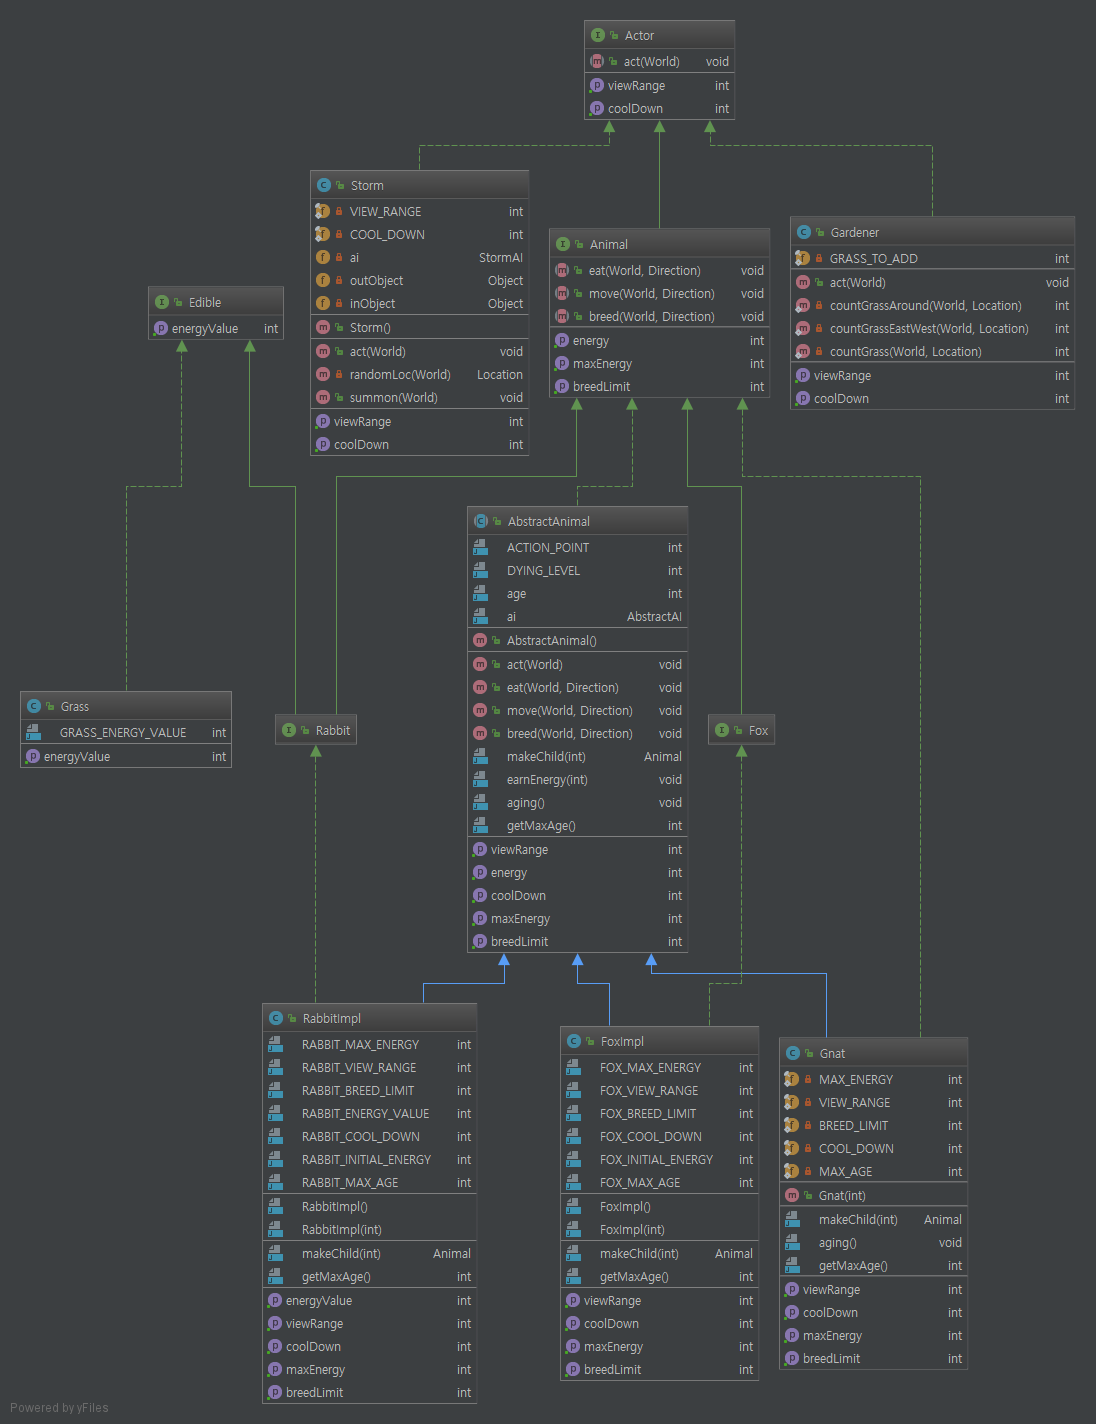 Actor
act(World) void
viewRange int
coolDown int
Storm
VIEW_RANGE int
COOL_DOWN int
ai StormAI
outObject Object
inObject Object
Storm()
act(World) void
randomLoc(World) Location
summon(World) void
viewRange int
coolDown int
Animal
eat(World, Direction) void
move(World, Direction) void
breed(World, Direction) void
energy int
maxEnergy int
breedLimit int
Gardener
GRASS_TO_ADD int
act(World) void
countGrassAround(World, Location) int
countGrassEastWest(World, Location) int
countGrass(World, Location) int
viewRange int
coolDown int
Edible
energyValue int
AbstractAnimal
ACTION_POINT int
DYING_LEVEL int
age int
ai AbstractAI
AbstractAnimal()
act(World) void
eat(World, Direction) void
move(World, Direction) void
breed(World, Direction) void
makeChild(int) Animal
earnEnergy(int) void
aging() void
getMaxAge() int
viewRange int
energy int
coolDown int
maxEnergy int
breedLimit int
Grass
GRASS_ENERGY_VALUE int
energyValue int
Rabbit
Fox
RabbitImpl
RABBIT_MAX_ENERGY int
RABBIT_VIEW_RANGE int
RABBIT_BREED_LIMIT int
RABBIT_ENERGY_VALUE int
RABBIT_COOL_DOWN int
RABBIT_INITIAL_ENERGY int
RABBIT_MAX_AGE int
RabbitImpl()
RabbitImpl(int)
makeChild(int) Animal
getMaxAge() int
energyValue int
viewRange int
coolDown int
maxEnergy int
breedLimit int
FoxImpl
FOX_MAX_ENERGY int
FOX_VIEW_RANGE int
FOX_BREED_LIMIT int
FOX_COOL_DOWN int
FOX_INITIAL_ENERGY int
FOX_MAX_AGE int
FoxImpl()
FoxImpl(int)
makeChild(int) Animal
getMaxAge() int
viewRange int
coolDown int
maxEnergy int
breedLimit int
Gnat
MAX_ENERGY int
VIEW_RANGE int
BREED_LIMIT int
COOL_DOWN int
MAX_AGE int
Gnat(int)
makeChild(int) Animal
aging() void
getMaxAge() int
viewRange int
coolDown int
maxEnergy int
breedLimit int
Powered by yFiles